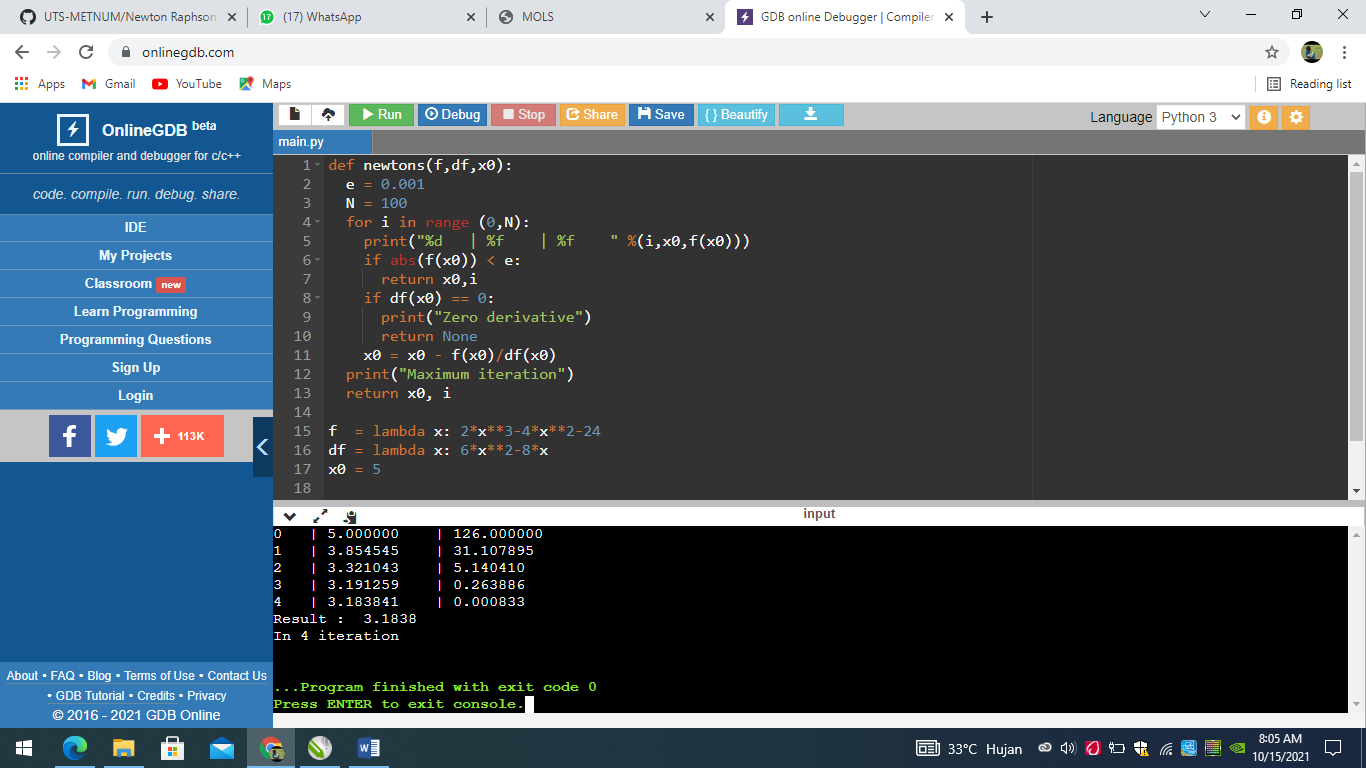 UTS-METNUM/Newton Raphson
(17) WhatsApp
MOLS
GDB online Debugger | Compiler
onlinegdb.com
Apps
Gmail
YouTube
Maps
Reading list
OnlineGDB beta
online compiler and debugger for c/c++
code. compile. run. debug. share.
IDE
My Projects
Classroom new
Learn Programming
Programming Questions
Sign Up
Login
113K
About • FAQ • Blog • Terms of Use • Contact Us
• GDB Tutorial • Credits • Privacy
© 2016 - 2021 GDB Online
Run Debug Stop Share Save { } Beautify
Language Python 3
main.py
1 def newtons(f,df,x0):
2   e = 0.001
3   N = 100
4   for i in range (0,N):
5     print("%d   | %f    | %f    " %(i,x0,f(x0)))
6     if abs(f(x0)) < e:
7       return x0,i
8     if df(x0) == 0:
9       print("Zero derivative")
10       return None
11     x0 = x0 - f(x0)/df(x0)
12   print("Maximum iteration")
13   return x0, i
14
15 f  = lambda x: 2*x**3-4*x**2-24
16 df = lambda x: 6*x**2-8*x
17 x0 = 5
18
input
0   | 5.000000    | 126.000000
1   | 3.854545    | 31.107895
2   | 3.321043    | 5.140410
3   | 3.191259    | 0.263886
4   | 3.183841    | 0.000833
Result :  3.1838
In 4 iteration
...Program finished with exit code 0
Press ENTER to exit console.
33°C Hujan
8:05 AM
10/15/2021